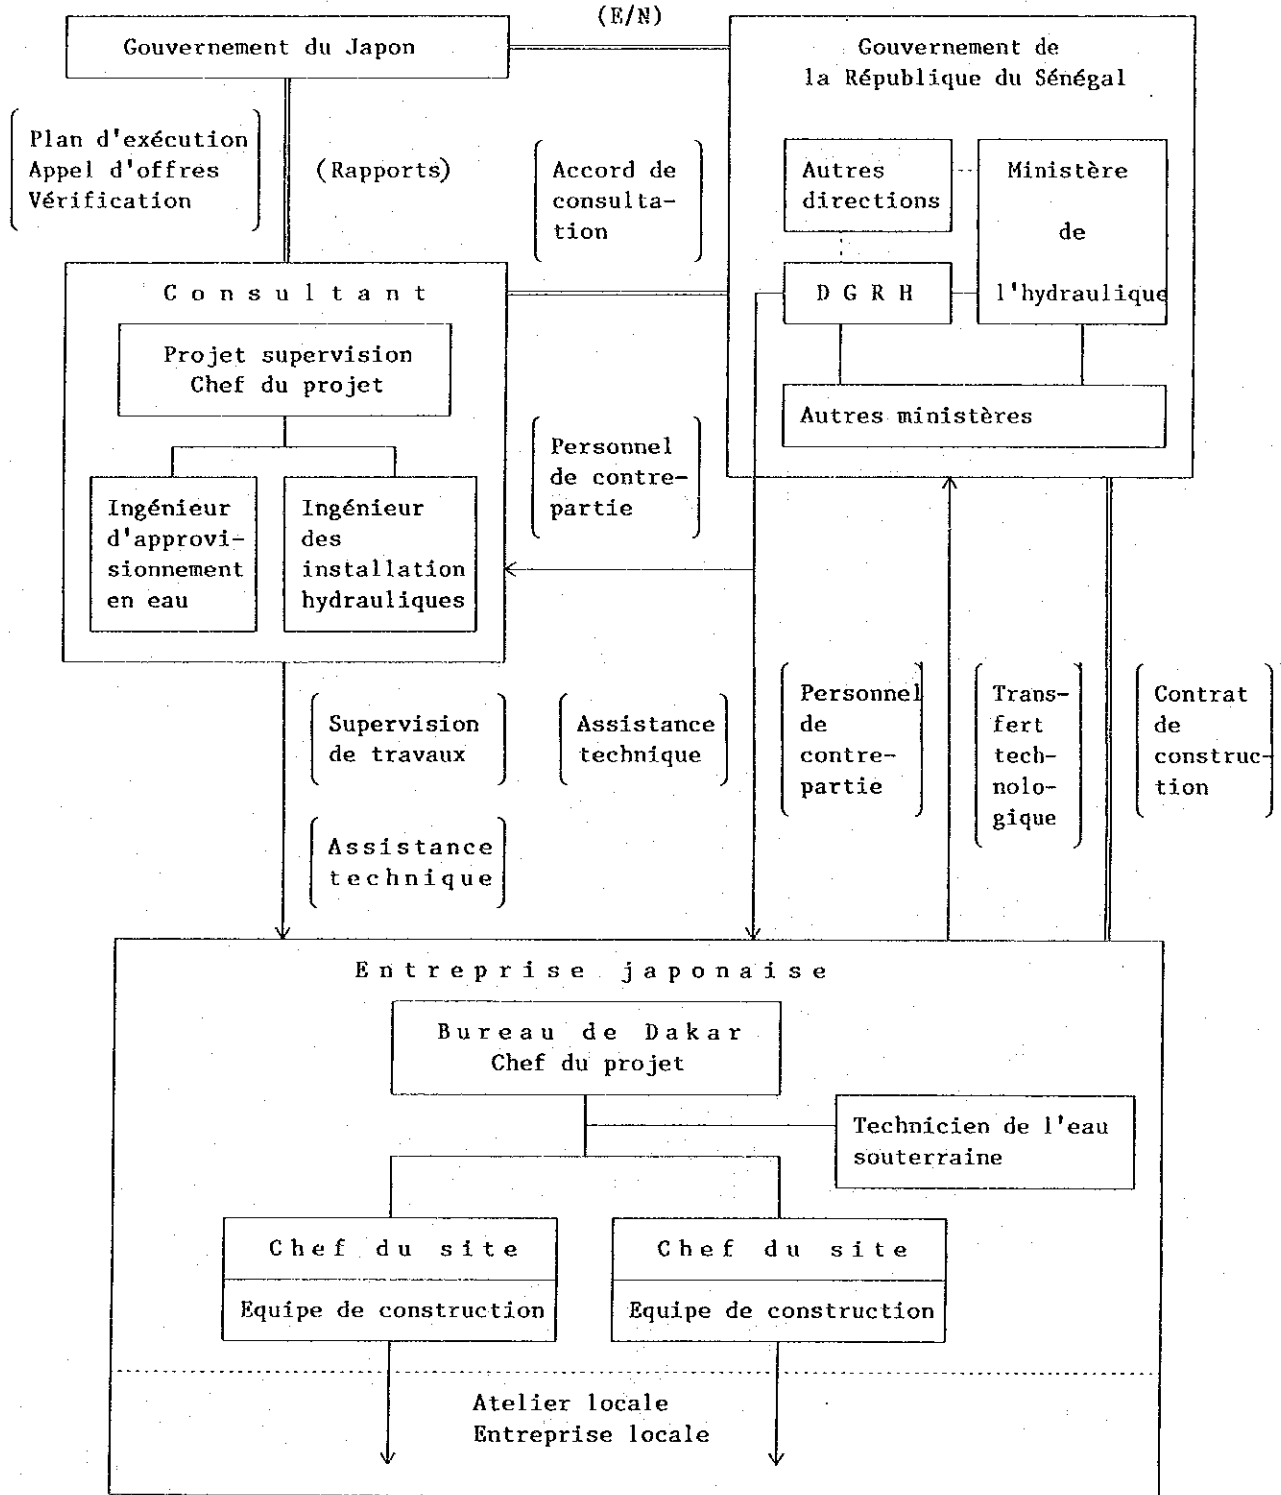 (E/N)
Gouvernement du Japon
Gouvernement de
la République du Sénégal
Plan d'exécution
Appel d'offres
Vérification
(Rapports)
Accord de
consulta-
tion
Autres
directions
Ministère
de
l'hydraulique
D G R H
Autres ministères
Consultant
Projet supervision
Chef du projet
Ingénieur
d'approvi-
sionnement
en eau
Ingénieur
des
installation
hydrauliques
Personnel
de contre-
partie
Supervision
de travaux
Assistance
technique
Assistance
technique
Personnel
de
contre-
partie
Trans-
fert
tech-
nolo-
gique
Contrat
de
construc-
tion
Entreprise japonaise
Bureau de Dakar
Chef du projet
Technicien de l'eau
souterraine
Chef du site
Equipe de construction
Chef du site
Equipe de construction
Atelier locale
Entreprise locale